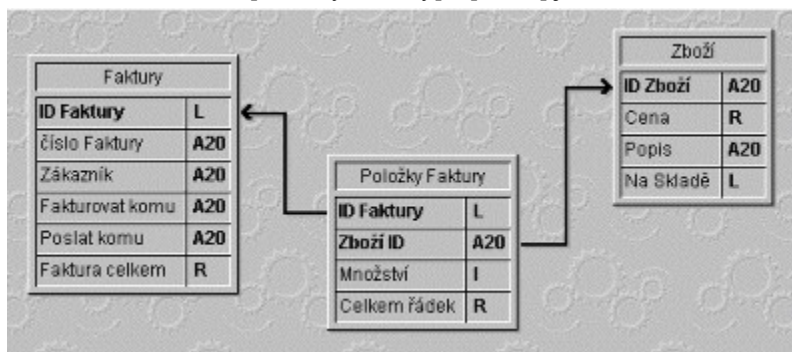 Faktury
ID Faktury L
číslo Faktury A20
Zákazník A20
Fakturovat komu A20
Poslat komu A20
Faktura celkem R
Položky Faktury
ID Faktury L
Zboží ID A20
Množství I
Celkem řádek R
Zboží
ID Zboží A20
Cena R
Popis A20
Na Skladě L